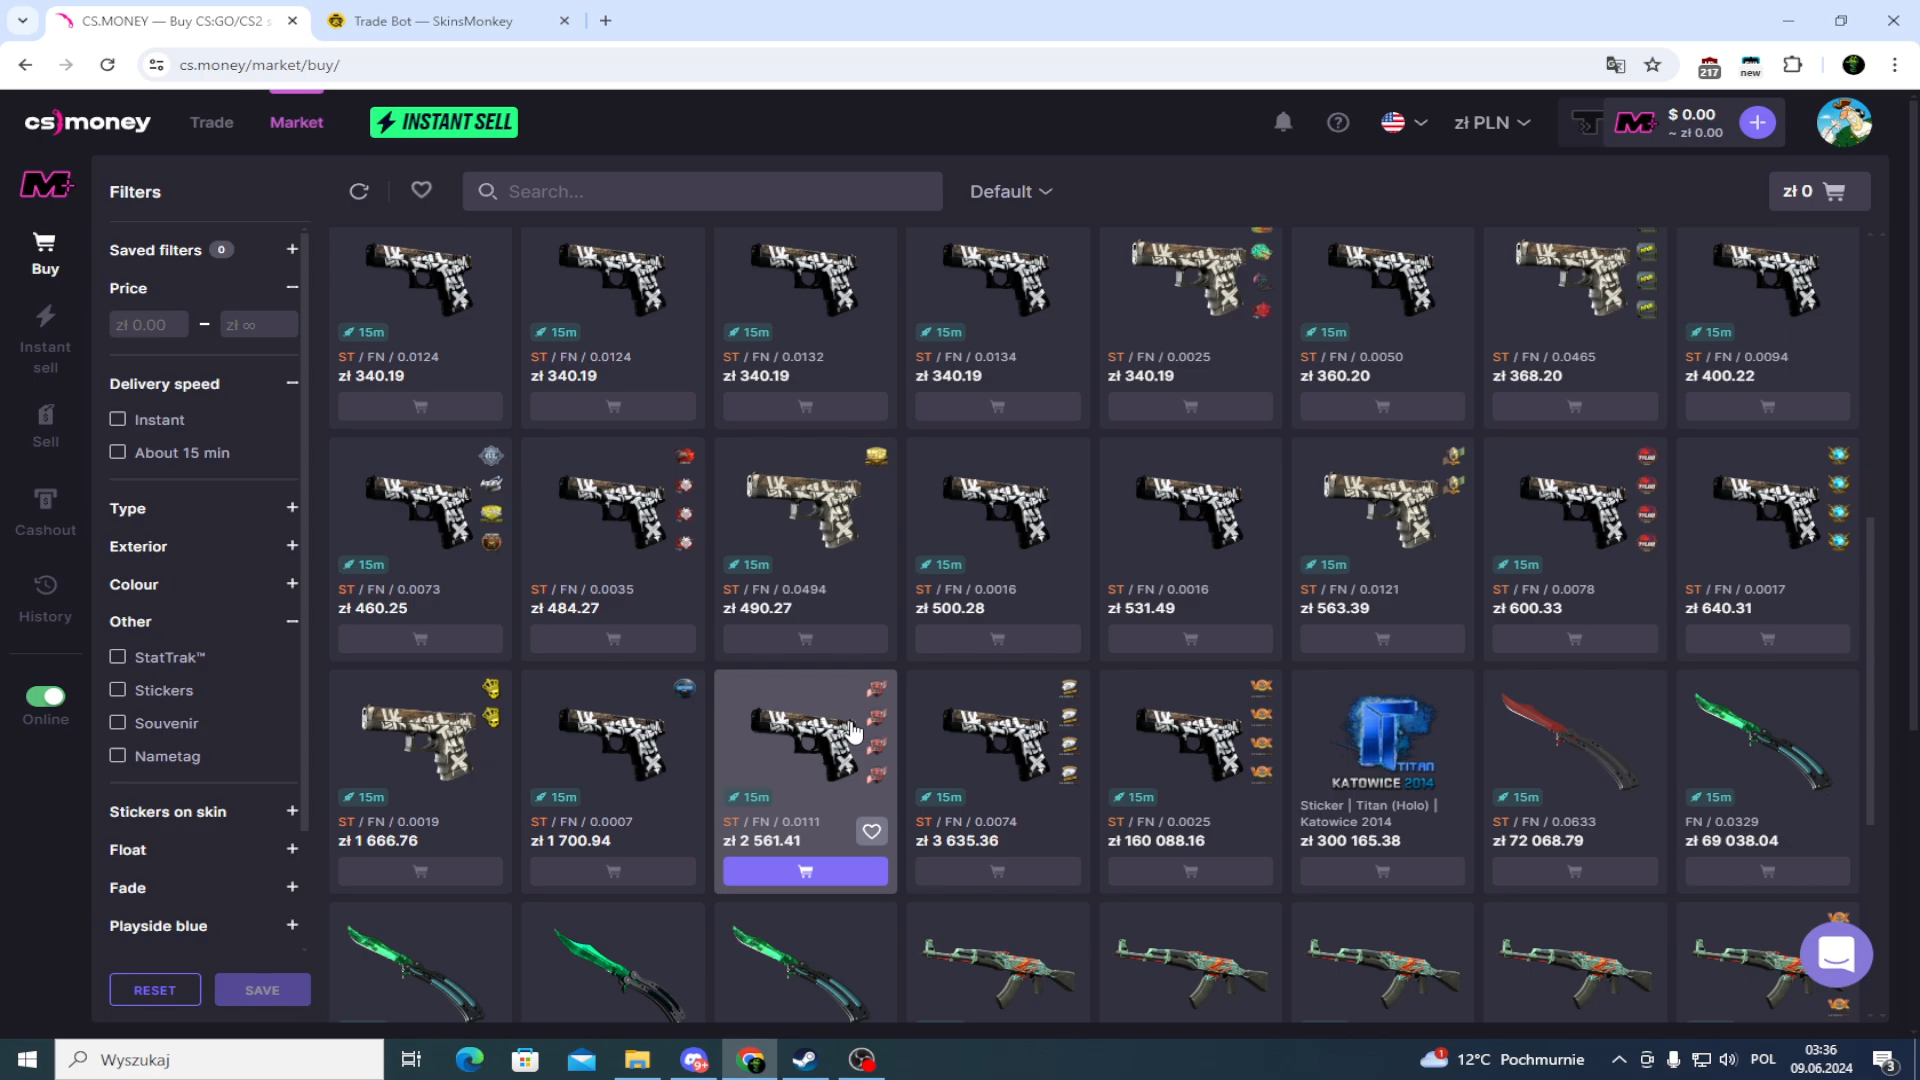 CS.MONEY — Buy CS:GO/CS2 s
Trade Bot — SkinsMonkey
cs.money/market/buy/
217
new
cs money
Trade
Market
INSTANT SELL
zł PLN
$ 0.00
~ zł 0.00
Filters
Search...
Default
zł 0
Buy
Instant sell
Sell
Cashout
History
Online
Saved filters 0
Price
zł 0.00
zł ∞
Delivery speed
Instant
About 15 min
Type
Exterior
Colour
Other
StatTrak™
Stickers
Souvenir
Nametag
Stickers on skin
Float
Fade
Playside blue
RESET
SAVE
15m
ST / FN / 0.0124
zł 340.19
15m
ST / FN / 0.0124
zł 340.19
15m
ST / FN / 0.0132
zł 340.19
15m
ST / FN / 0.0134
zł 340.19
ST / FN / 0.0025
zł 340.19
15m
ST / FN / 0.0050
zł 360.20
ST / FN / 0.0465
zł 368.20
15m
ST / FN / 0.0094
zł 400.22
15m
ST / FN / 0.0073
zł 460.25
ST / FN / 0.0035
zł 484.27
15m
ST / FN / 0.0494
zł 490.27
15m
ST / FN / 0.0016
zł 500.28
ST / FN / 0.0016
zł 531.49
15m
ST / FN / 0.0121
zł 563.39
15m
ST / FN / 0.0078
zł 600.33
ST / FN / 0.0017
zł 640.31
15m
ST / FN / 0.0019
zł 1 666.76
15m
ST / FN / 0.0007
zł 1 700.94
15m
ST / FN / 0.0111
zł 2 561.41
15m
ST / FN / 0.0074
zł 3 635.36
15m
ST / FN / 0.0025
zł 160 088.16
TITAN
KATOWICE 2014
Sticker | Titan (Holo) |
Katowice 2014
zł 300 165.38
15m
ST / FN / 0.0633
zł 72 068.79
15m
FN / 0.0329
zł 69 038.04
Wyszukaj
9+
1
12°C Pochmurnie
POL
03:36
09.06.2024
3